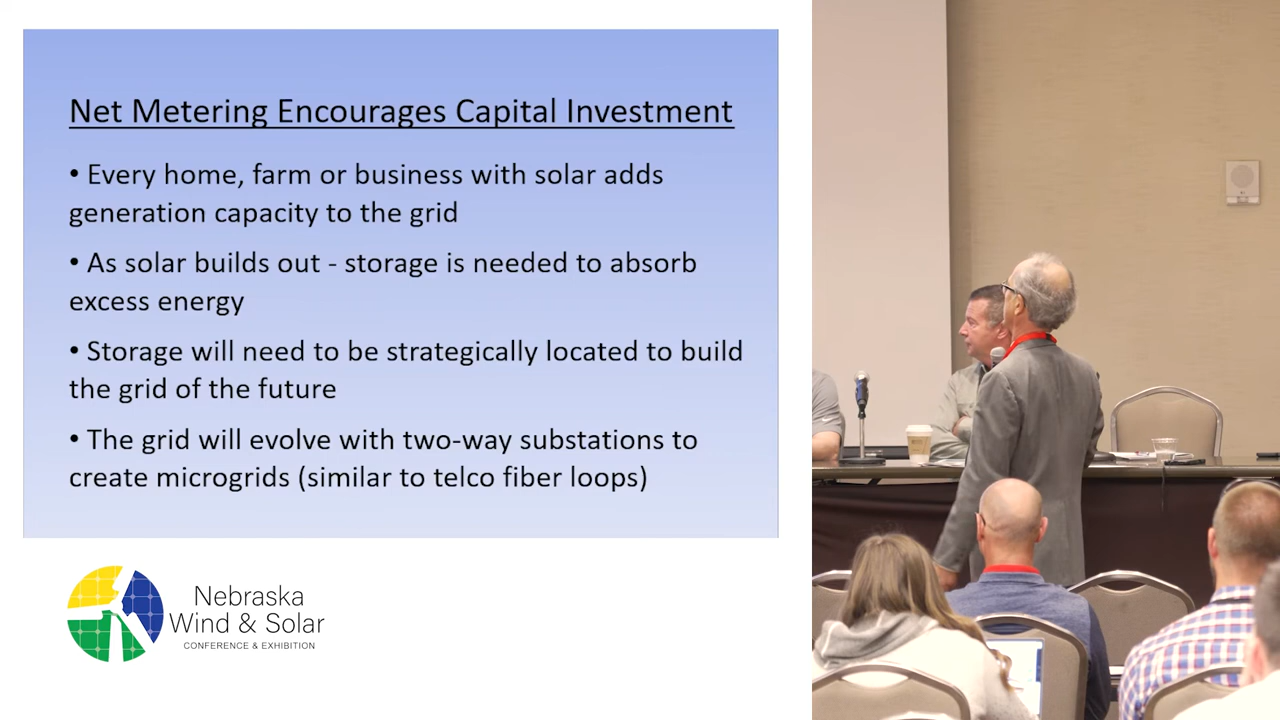 Net Metering Encourages Capital Investment
• Every home, farm or business with solar adds
generation capacity to the grid
• As solar builds out - storage is needed to absorb
excess energy
• Storage will need to be strategically located to build
the grid of the future
• The grid will evolve with two-way substations to
create microgrids (similar to telco fiber loops)
Nebraska
Wind & Solar
CONFERENCE & EXHIBITION